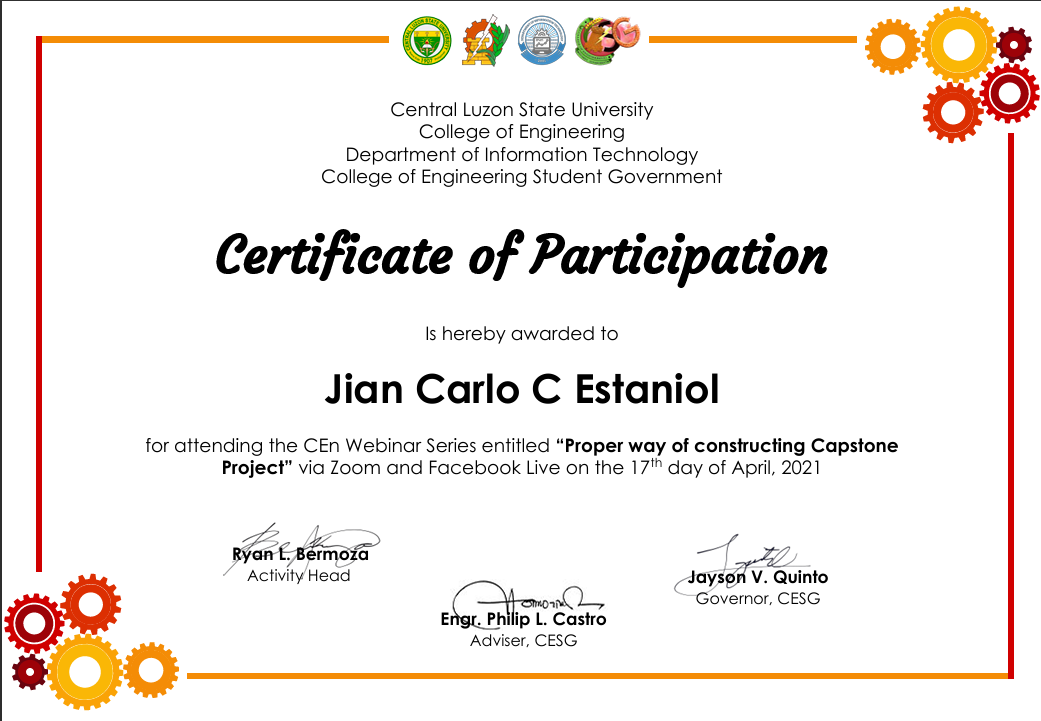 Central Luzon State University
College of Engineering
Department of Information Technology
College of Engineering Student Government
Certificate of Participation
Is hereby awarded to
Jian Carlo C Estaniol
for attending the CEn Webinar Series entitled “Proper way of constructing Capstone
Project” via Zoom and Facebook Live on the 17th day of April, 2021
Ryan L. Bermoza
Activity Head
Jayson V. Quinto
Governor, CESG
Engr. Philip L. Castro
Adviser, CESG